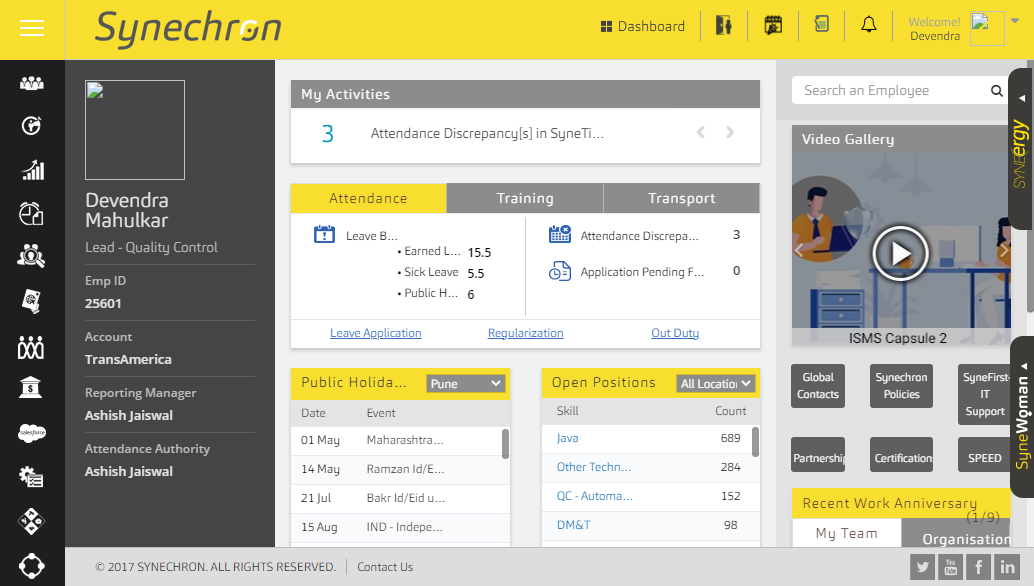 Synechron
Dashboard
Welcome!
Devendra
Devendra
Mahulkar
Lead - Quality Control
Emp ID
25601
Account
TransAmerica
Reporting Manager
Ashish Jaiswal
Attendance Authority
Ashish Jaiswal
My Activities
3 Attendance Discrepancy[s] in SyneTi...
Attendance Training Transport
Leave B...
• Earned L... 15.5
• Sick Leave 5.5
• Public H... 6
Attendance Discrepa... 3
Application Pending F... 0
Leave Application Regularization Out Duty
Public Holida... Pune
Date Event
01 May Maharashtra...
14 May Ramzan Id/E...
21 Jul Bakr Id/Eid u...
15 Aug IND - Indepe...
Open Positions All Location
Skill Count
Java 689
Other Techn... 284
QC - Automa... 152
DM&T 98
Search an Employee
SYNEergy
Video Gallery
ISMS Capsule 2
Global
Contacts
Synechron
Policies
SyneFirst-
IT
Support
Partnership
Certifications
SPEED
SyneWoman
Recent Work Anniversary
(1/9)
My Team Organisation
© 2017 SYNECHRON. ALL RIGHTS RESERVED. Contact Us
salesforce
You
Tube